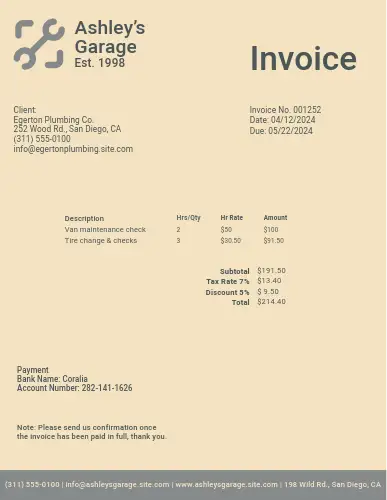 Ashley's
Garage
Est. 1998
Invoice
Client:
Egerton Plumbing Co.
252 Wood Rd., San Diego, CA
(311) 555-0100
info@egertonplumbing.site.com
Invoice No. 001252
Date: 04/12/2024
Due: 05/22/2024
Description Hrs/Qty Hr Rate Amount
Van maintenance check 2 $50 $100
Tire change & checks 3 $30.50 $91.50
Subtotal $191.50
Tax Rate 7% $13.40
Discount 5% $ 9.50
Total $214.40
Payment
Bank Name: Coralia
Account Number: 282-141-1626
Note: Please send us confirmation once
the invoice has been paid in full, thank you.
(311) 555-0100 | info@ashleysgarage.site.com | www.ashleysgarage.site.com | 198 Wild Rd., San Diego, CA